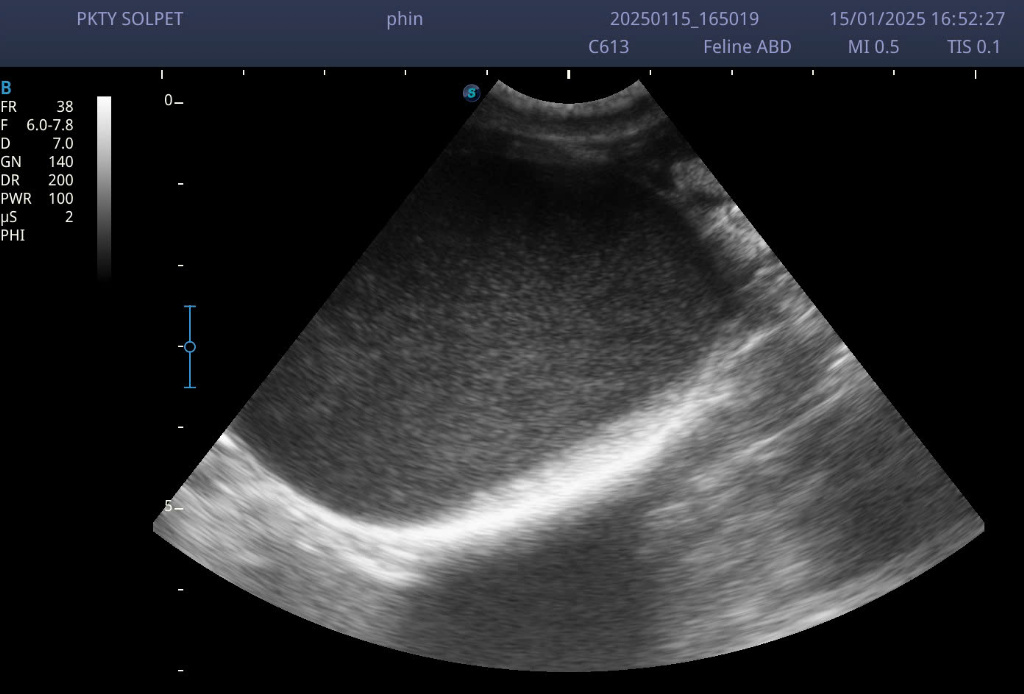 PKTY SOLPET phin 20250115_165019 15/01/2025 16:52:27
C613 Feline ABD MI 0.5 TIS 0.1
B
FR 38
F 6.0-7.8
D 7.0
GN 140
DR 200
PWR 100
µS 2
PHI
0
5
S